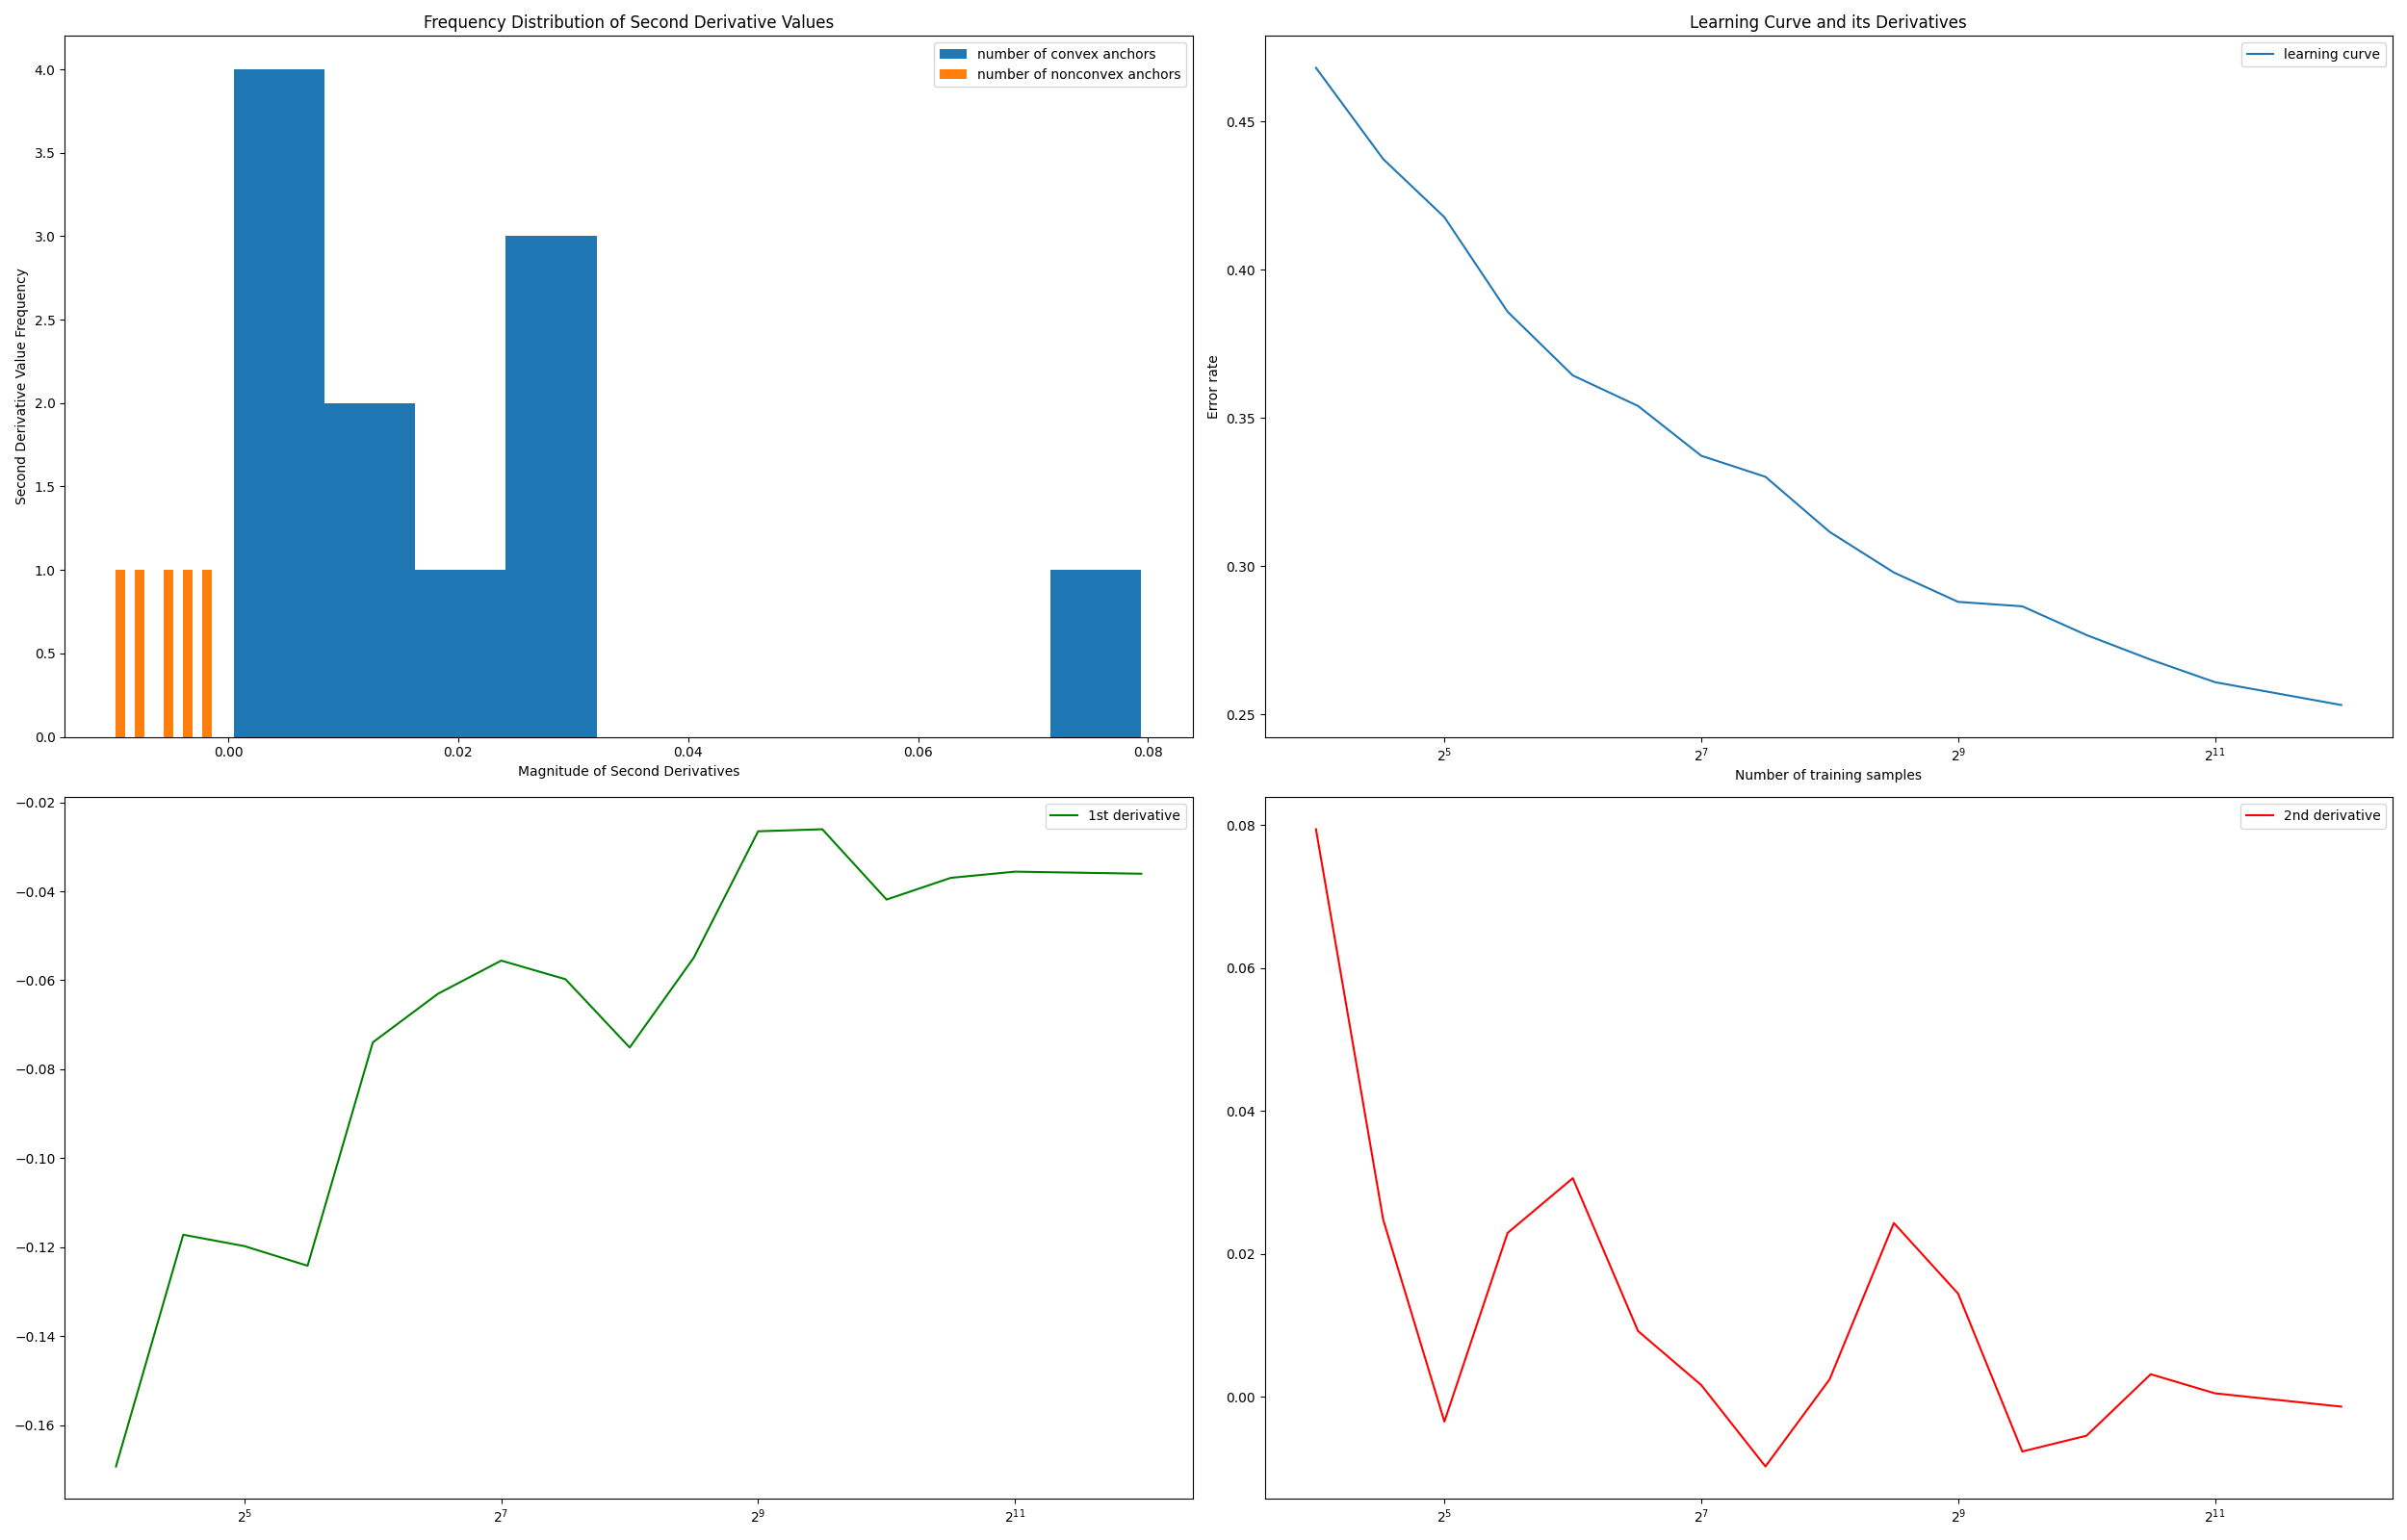 Frequency Distribution of Second Derivative Values
number of convex anchors
number of nonconvex anchors
Second Derivative Value Frequency
4.0
3.5
3.0
2.5
2.0
1.5
1.0
0.5
0.0
0.00 0.02 0.04 0.06 0.08
Magnitude of Second Derivatives
Learning Curve and its Derivatives
learning curve
Error rate
0.45
0.40
0.35
0.30
0.25
2⁵ 2⁷ 2⁹ 2¹¹
Number of training samples
1st derivative
−0.02
−0.04
−0.06
−0.08
−0.10
−0.12
−0.14
−0.16
2⁵ 2⁷ 2⁹ 2¹¹
2nd derivative
0.08
0.06
0.04
0.02
0.00
2⁵ 2⁷ 2⁹ 2¹¹